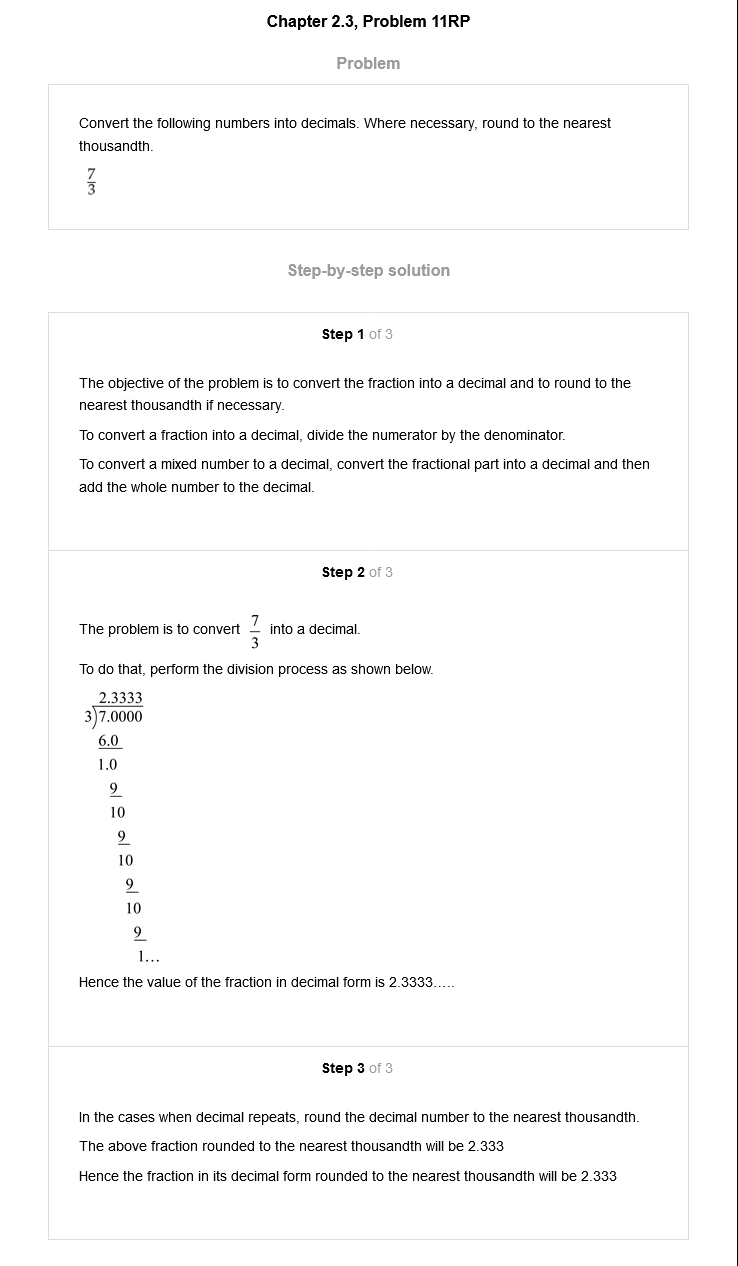 Chapter 2.3, Problem 11RP
Problem
Convert the following numbers into decimals. Where necessary, round to the nearest
thousandth.
7
3
Step-by-step solution
Step 1 of 3
The objective of the problem is to convert the fraction into a decimal and to round to the
nearest thousandth if necessary.
To convert a fraction into a decimal, divide the numerator by the denominator.
To convert a mixed number to a decimal, convert the fractional part into a decimal and then
add the whole number to the decimal.
Step 2 of 3
The problem is to convert 7/3 into a decimal.
To do that, perform the division process as shown below.
2.3333
3)7.0000
6.0
1.0
9
10
9
10
9
10
9
1...
Hence the value of the fraction in decimal form is 2.3333.....
Step 3 of 3
In the cases when decimal repeats, round the decimal number to the nearest thousandth.
The above fraction rounded to the nearest thousandth will be 2.333
Hence the fraction in its decimal form rounded to the nearest thousandth will be 2.333